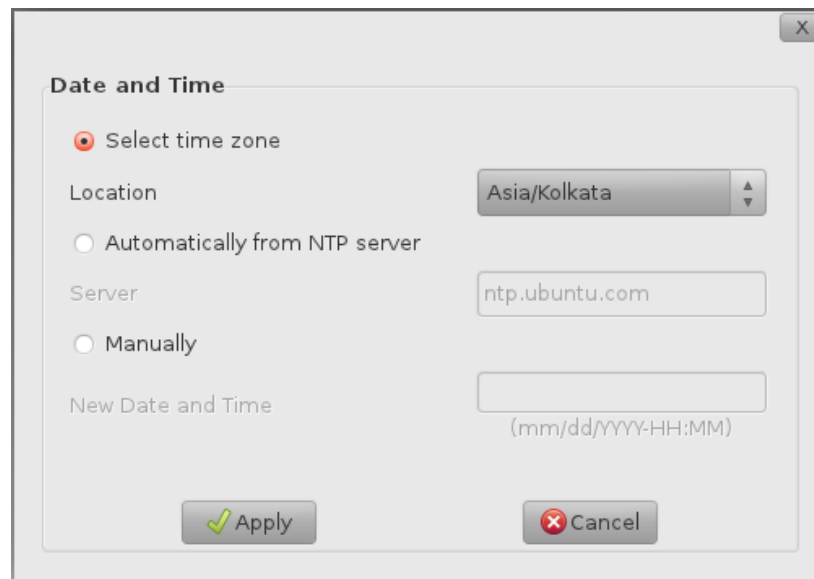 X
Date and Time
Select time zone
Location
Asia/Kolkata
Automatically from NTP server
Server
ntp.ubuntu.com
Manually
New Date and Time
(mm/dd/YYYY-HH:MM)
Apply
Cancel